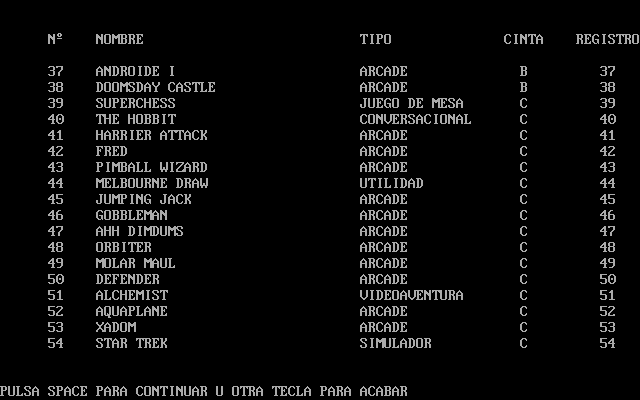 Nº NOMBRE TIPO CINTA REGISTRO
37 ANDROIDE I ARCADE B 37
38 DOOMSDAY CASTLE ARCADE B 38
39 SUPERCHESS JUEGO DE MESA C 39
40 THE HOBBIT CONVERSACIONAL C 40
41 HARRIER ATTACK ARCADE C 41
42 FRED ARCADE C 42
43 PIMBALL WIZARD ARCADE C 43
44 MELBOURNE DRAW UTILIDAD C 44
45 JUMPING JACK ARCADE C 45
46 GOBBLEMAN ARCADE C 46
47 AHH DIMDUMS ARCADE C 47
48 ORBITER ARCADE C 48
49 MOLAR MAUL ARCADE C 49
50 DEFENDER ARCADE C 50
51 ALCHEMIST VIDEOAVENTURA C 51
52 AQUAPLANE ARCADE C 52
53 XADOM ARCADE C 53
54 STAR TREK SIMULADOR C 54
PULSA SPACE PARA CONTINUAR U OTRA TECLA PARA ACABAR